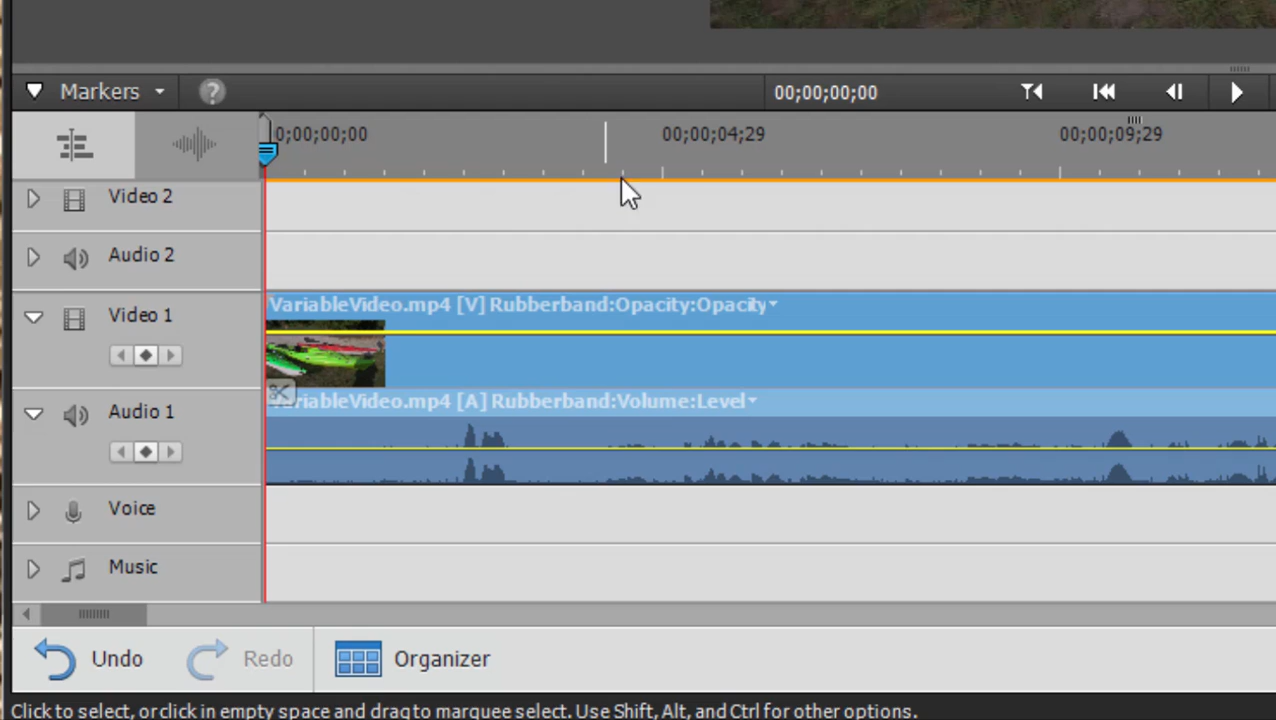 Markers ? 00;00;00;00
0;00;00;00 00;00;04;29 00;00;09;29
Video 2
Audio 2
VariableVideo.mp4 [V] Rubberband:Opacity:Opacity
Video 1
Audio 1
ariableVideo.mp4 [A] Rubberband:Volume:Level
Voice
Music
Undo Redo Organizer
Click to select, or click in empty space and drag to marquee select. Use Shift, Alt, and Ctrl for other options.